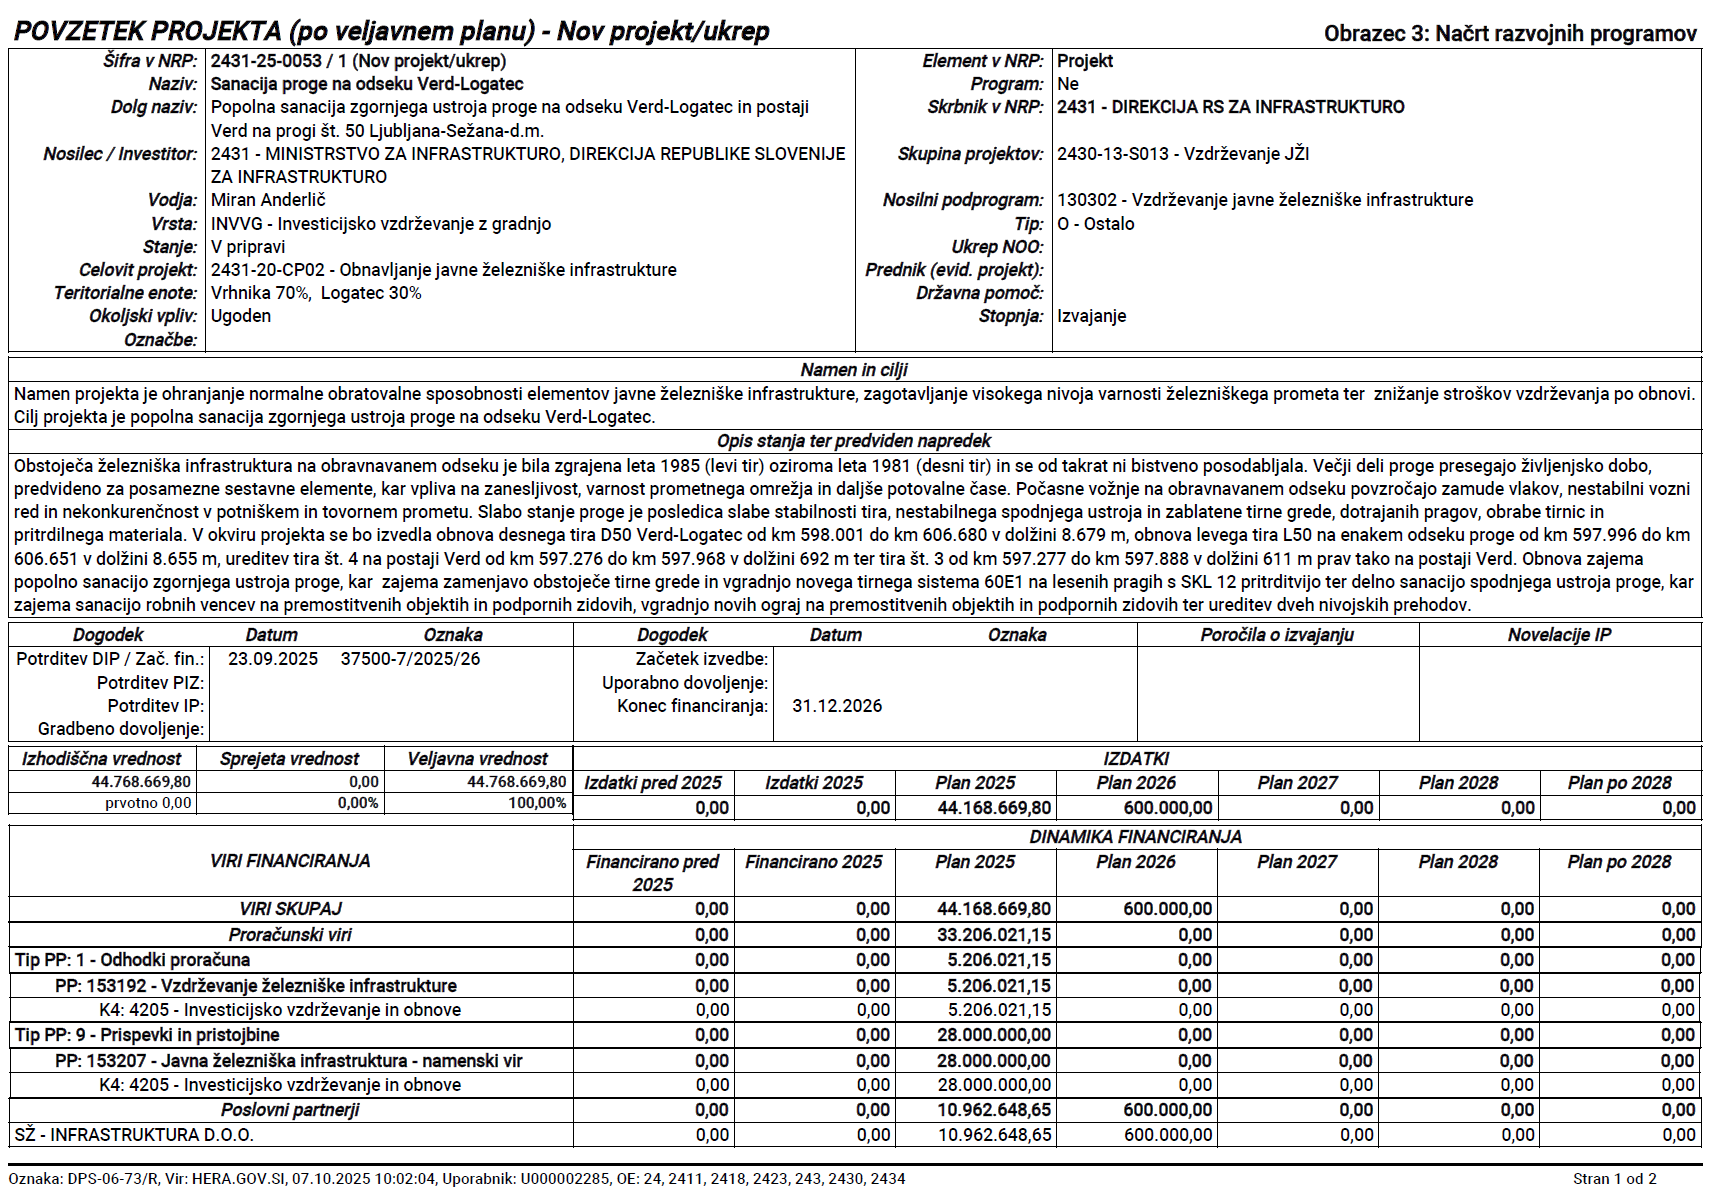 POVZETEK PROJEKTA (po veljavnem planu) - Nov projekt/ukrep
Obrazec 3: Načrt razvojnih programov
Šifra v NRP: 2431-25-0053 / 1 (Nov projekt/ukrep)
Naziv: Sanacija proge na odseku Verd-Logatec
Dolg naziv: Popolna sanacija zgornjega ustroja proge na odseku Verd-Logatec in postaji
Verd na progi št. 50 Ljubljana-Sežana-d.m.
Nosilec / Investitor: 2431 - MINISTRSTVO ZA INFRASTRUKTURO, DIREKCIJA REPUBLIKE SLOVENIJE
ZA INFRASTRUKTURO
Vodja: Miran Anderlič
Vrsta: INVVG - Investicijsko vzdrževanje z gradnjo
Stanje: V pripravi
Celovit projekt: 2431-20-CP02 - Obnavljanje javne železniške infrastrukture
Teritorialne enote: Vrhnika 70%,  Logatec 30%
Okoljski vpliv: Ugoden
Označbe:
Element v NRP: Projekt
Program: Ne
Skrbnik v NRP: 2431 - DIREKCIJA RS ZA INFRASTRUKTURO
Skupina projektov: 2430-13-S013 - Vzdrževanje JŽI
Nosilni podprogram: 130302 - Vzdrževanje javne železniške infrastrukture
Tip: O - Ostalo
Ukrep NOO:
Prednik (evid. projekt):
Državna pomoč:
Stopnja: Izvajanje
Namen in cilji
Namen projekta je ohranjanje normalne obratovalne sposobnosti elementov javne železniške infrastrukture, zagotavljanje visokega nivoja varnosti železniškega prometa ter  znižanje stroškov vzdrževanja po obnovi.
Cilj projekta je popolna sanacija zgornjega ustroja proge na odseku Verd-Logatec.
Opis stanja ter predviden napredek
Obstoječa železniška infrastruktura na obravnavanem odseku je bila zgrajena leta 1985 (levi tir) oziroma leta 1981 (desni tir) in se od takrat ni bistveno posodabljala. Večji deli proge presegajo življenjsko dobo,
predvideno za posamezne sestavne elemente, kar vpliva na zanesljivost, varnost prometnega omrežja in daljše potovalne čase. Počasne vožnje na obravnavanem odseku povzročajo zamude vlakov, nestabilni vozni
red in nekonkurenčnost v potniškem in tovornem prometu. Slabo stanje proge je posledica slabe stabilnosti tira, nestabilnega spodnjega ustroja in zablatene tirne grede, dotrajanih pragov, obrabe tirnic in
pritrdilnega materiala. V okviru projekta se bo izvedla obnova desnega tira D50 Verd-Logatec od km 598.001 do km 606.680 v dolžini 8.679 m, obnova levega tira L50 na enakem odseku proge od km 597.996 do km
606.651 v dolžini 8.655 m, ureditev tira št. 4 na postaji Verd od km 597.276 do km 597.968 v dolžini 692 m ter tira št. 3 od km 597.277 do km 597.888 v dolžini 611 m prav tako na postaji Verd. Obnova zajema
popolno sanacijo zgornjega ustroja proge, kar  zajema zamenjavo obstoječe tirne grede in vgradnjo novega tirnega sistema 60E1 na lesenih pragih s SKL 12 pritrditvijo ter delno sanacijo spodnjega ustroja proge, kar
zajema sanacijo robnih vencev na premostitvenih objektih in podpornih zidovih, vgradnjo novih ograj na premostitvenih objektih in podpornih zidovih ter ureditev dveh nivojskih prehodov.
Dogodek Datum Oznaka Dogodek Datum Oznaka Poročila o izvajanju Novelacije IP
Potrditev DIP / Zač. fin.: 23.09.2025 37500-7/2025/26 Začetek izvedbe:
Potrditev PIZ: Uporabno dovoljenje:
Potrditev IP: Konec financiranja: 31.12.2026
Gradbeno dovoljenje:
Izhodiščna vrednost Sprejeta vrednost Veljavna vrednost
44.768.669,80 0,00 44.768.669,80
prvotno 0,00 0,00% 100,00%
IZDATKI
Izdatki pred 2025 Izdatki 2025 Plan 2025 Plan 2026 Plan 2027 Plan 2028 Plan po 2028
0,00 0,00 44.168.669,80 600.000,00 0,00 0,00 0,00
VIRI FINANCIRANJA
DINAMIKA FINANCIRANJA
Financirano pred 2025 Financirano 2025 Plan 2025 Plan 2026 Plan 2027 Plan 2028 Plan po 2028
VIRI SKUPAJ 0,00 0,00 44.168.669,80 600.000,00 0,00 0,00 0,00
Proračunski viri 0,00 0,00 33.206.021,15 0,00 0,00 0,00 0,00
Tip PP: 1 - Odhodki proračuna 0,00 0,00 5.206.021,15 0,00 0,00 0,00 0,00
PP: 153192 - Vzdrževanje železniške infrastrukture 0,00 0,00 5.206.021,15 0,00 0,00 0,00 0,00
K4: 4205 - Investicijsko vzdrževanje in obnove 0,00 0,00 5.206.021,15 0,00 0,00 0,00 0,00
Tip PP: 9 - Prispevki in pristojbine 0,00 0,00 28.000.000,00 0,00 0,00 0,00 0,00
PP: 153207 - Javna železniška infrastruktura - namenski vir 0,00 0,00 28.000.000,00 0,00 0,00 0,00 0,00
K4: 4205 - Investicijsko vzdrževanje in obnove 0,00 0,00 28.000.000,00 0,00 0,00 0,00 0,00
Poslovni partnerji 0,00 0,00 10.962.648,65 600.000,00 0,00 0,00 0,00
SŽ - INFRASTRUKTURA D.O.O. 0,00 0,00 10.962.648,65 600.000,00 0,00 0,00 0,00
Oznaka: DPS-06-73/R, Vir: HERA.GOV.SI, 07.10.2025 10:02:04, Uporabnik: U000002285, OE: 24, 2411, 2418, 2423, 243, 2430, 2434
Stran 1 od 2